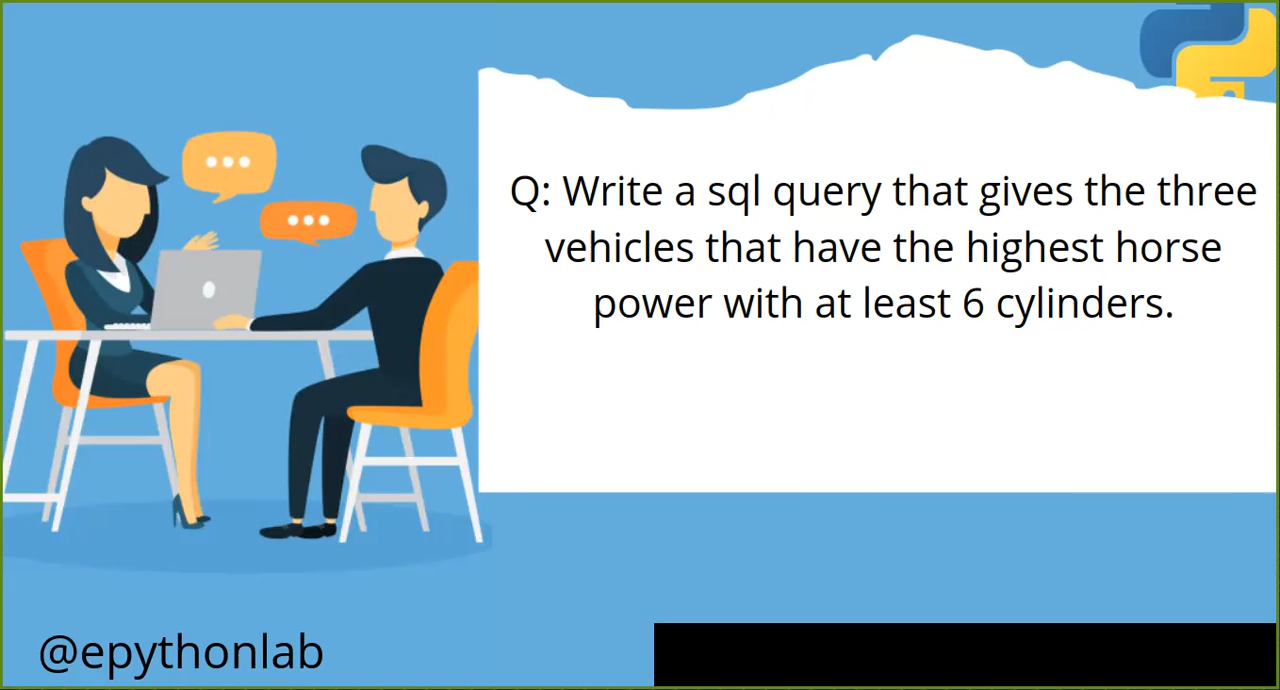 Q: Write a sql query that gives the three
vehicles that have the highest horse
power with at least 6 cylinders.
@epythonlab